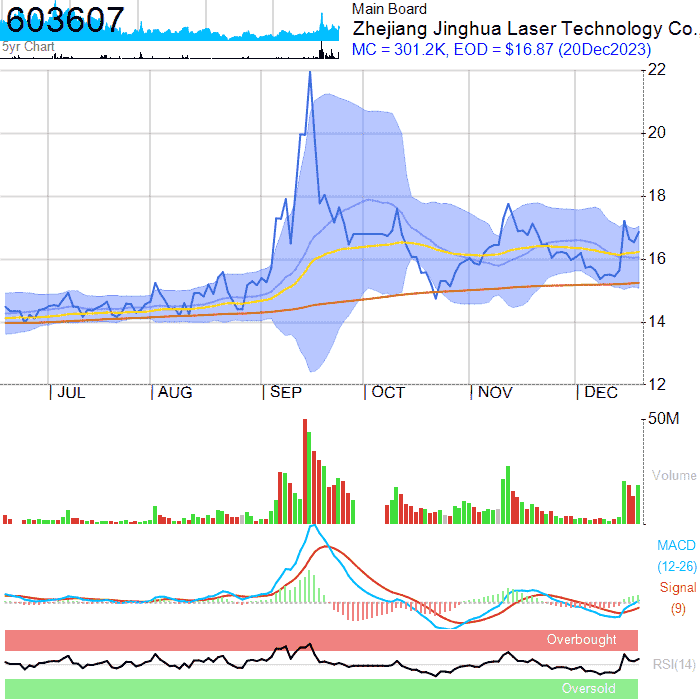 603607
5yr Chart
Main Board
Zhejiang Jinghua Laser Technology Co.,
MC = 301.2K, EOD = $16.87 (20Dec2023)
22
20
18
16
14
12
JUL
AUG
SEP
OCT
NOV
DEC
50M
Volume
MACD
(12-26)
Signal
(9)
Overbought
RSI(14)
Oversold